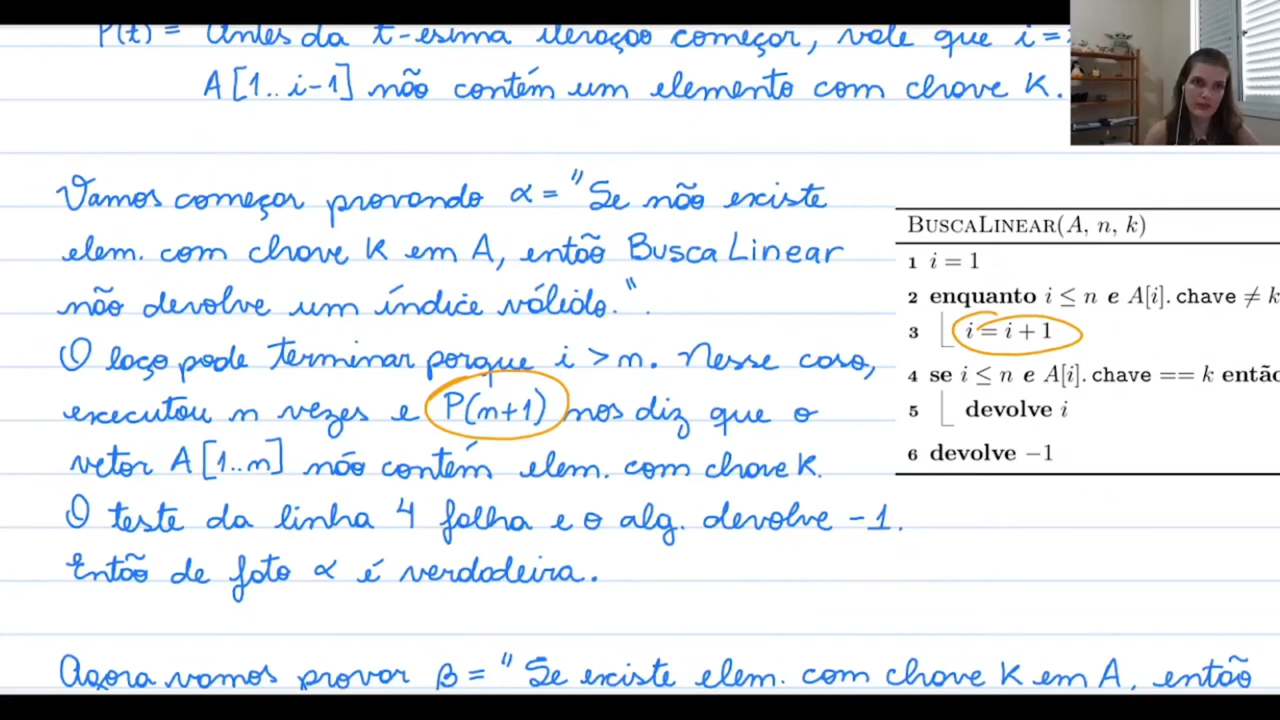 P(t) = Antes da t-ésima iteração começar, vale que i =
A[1..i-1] não contém um elemento com chave K.
Vamos começar provando α = "Se não existe
elem. com chave K em A, então BuscaLinear
não devolve um índice válido.".
O laço pode terminar porque i > n. Nesse caso,
executou n vezes e P(n+1) nos diz que o
vetor A[1..n] não contém elem. com chave K.
O teste da linha 4 falha e o alg. devolve -1.
Então de fato α é verdadeira.
Agora vamos provar β = "Se existe elem. com chave K em A, então
BUSCALINEAR(A, n, k)
1 i = 1
2 enquanto i ≤ n e A[i].chave ≠ k
3 i = i + 1
4 se i ≤ n e A[i].chave == k então
5 devolve i
6 devolve −1